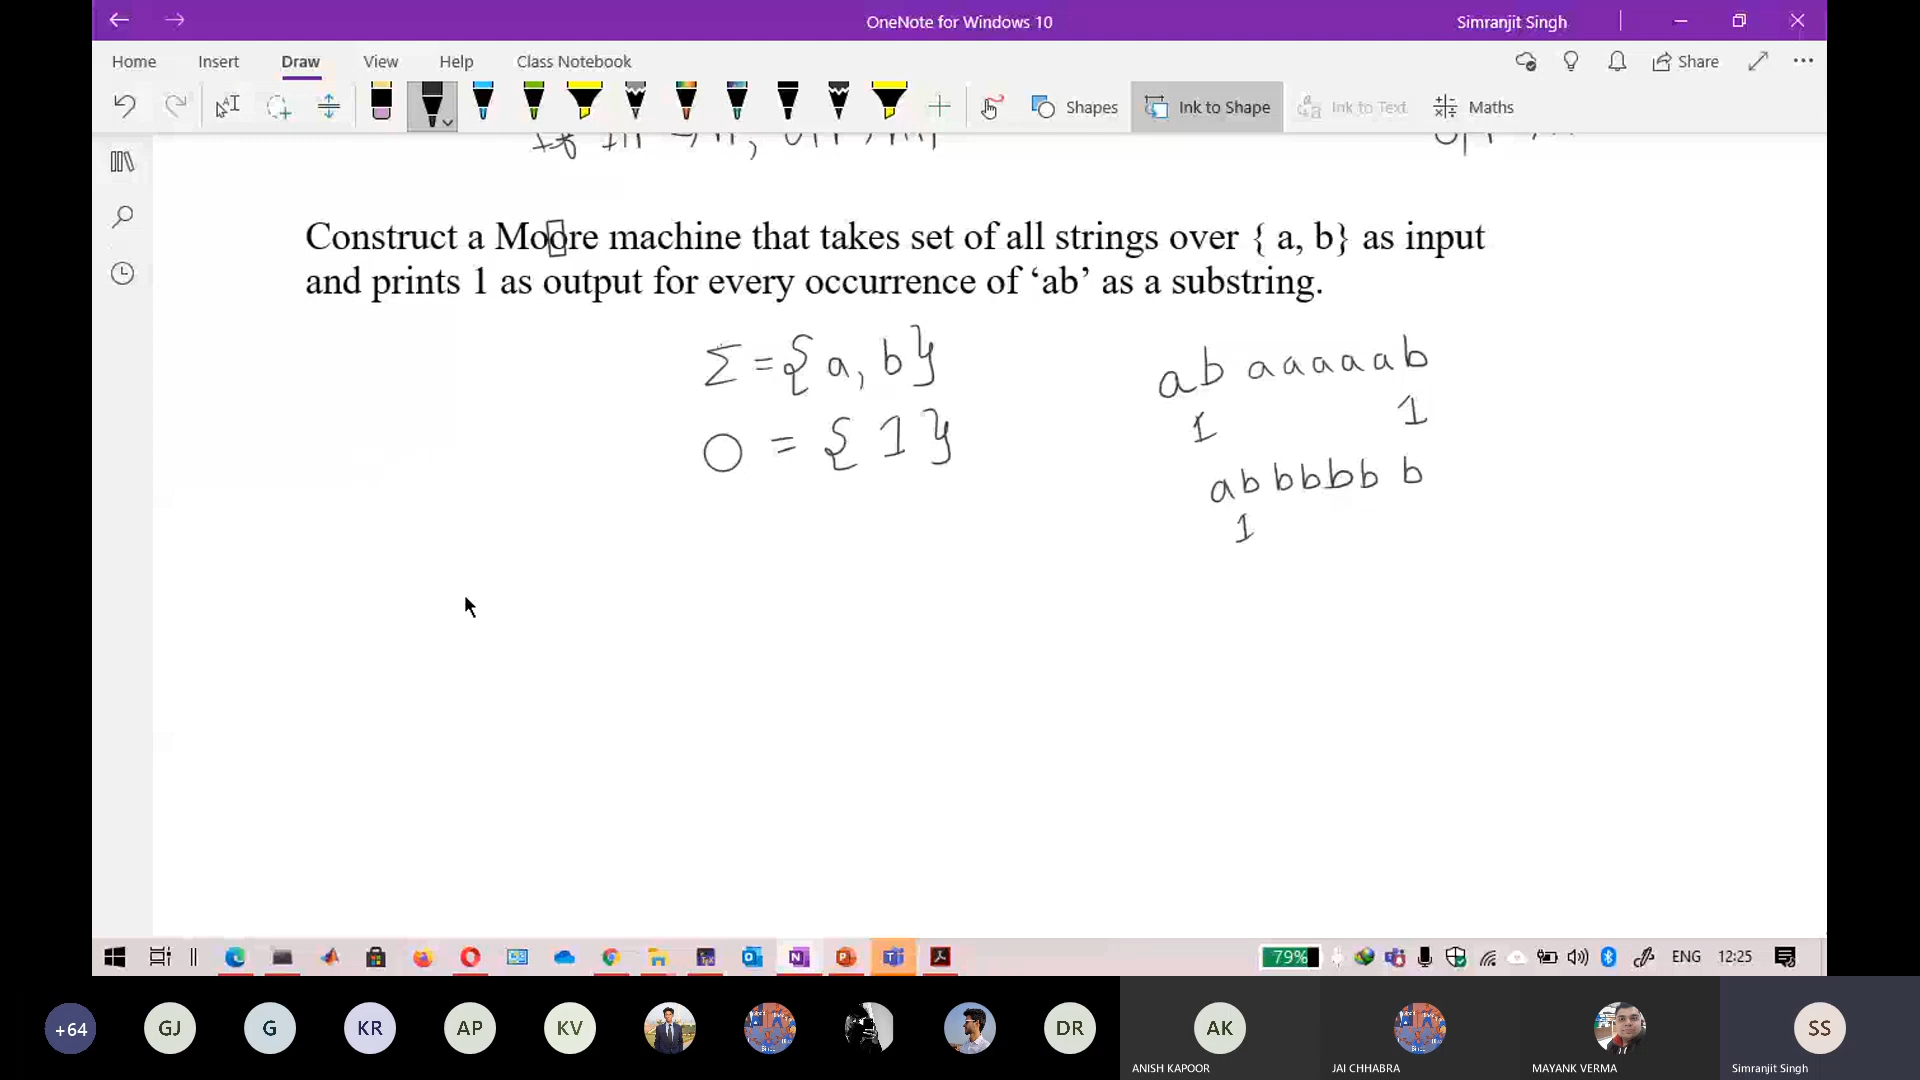 OneNote for Windows 10
Simranjit Singh
Home Insert Draw View Help Class Notebook
Share
Shapes
Ink to Shape
Ink to Text
Maths
Construct a Moore machine that takes set of all strings over { a, b} as input
and prints 1 as output for every occurrence of ‘ab’ as a substring.
Σ = { a, b }
O = { 1 }
ab aaaaab
1 1
abbbbbb
1
79%
ENG 12:25
+64 GJ G KR AP KV DR AK SS
ANISH KAPOOR JAI CHHABRA MAYANK VERMA Simranjit Singh